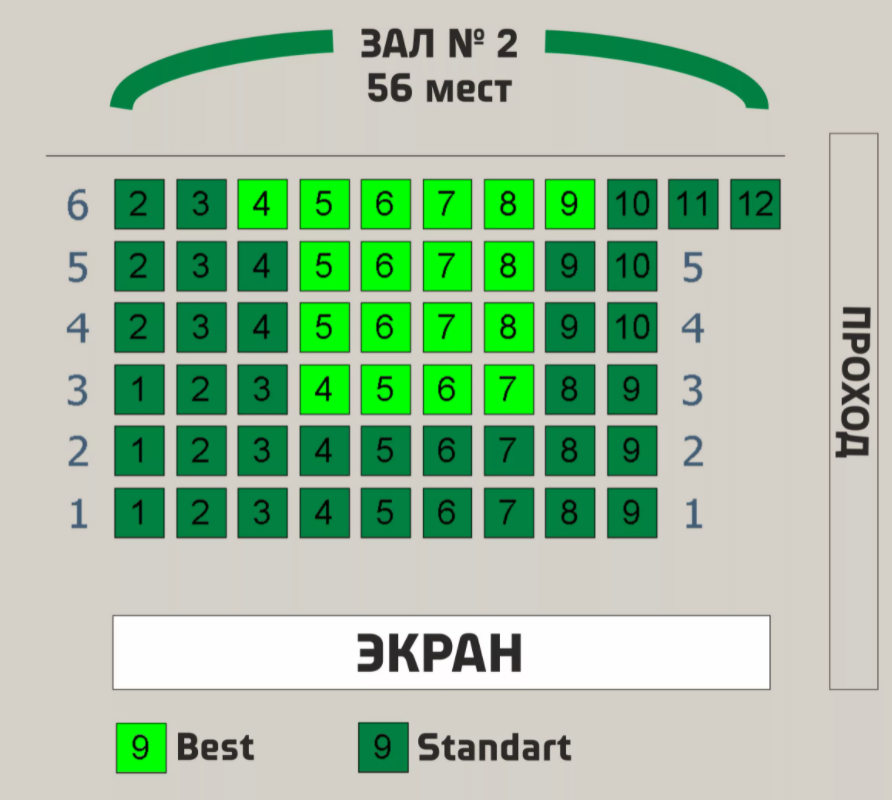 ЗАЛ № 2
56 мест
6 2 3 4 5 6 7 8 9 10 11 12
5 2 3 4 5 6 7 8 9 10 5
4 2 3 4 5 6 7 8 9 10 4
3 1 2 3 4 5 6 7 8 9 3
2 1 2 3 4 5 6 7 8 9 2
1 1 2 3 4 5 6 7 8 9 1
ПРОХОД
ЭКРАН
9 Best 9 Standart